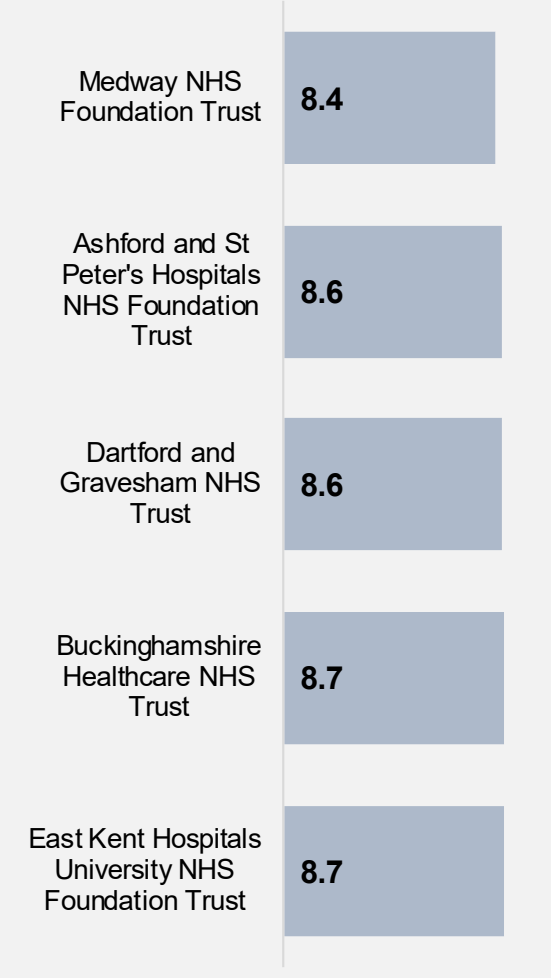 Medway NHS
Foundation Trust
8.4
Ashford and St
Peter's Hospitals
NHS Foundation
Trust
8.6
Dartford and
Gravesham NHS
Trust
8.6
Buckinghamshire
Healthcare NHS
Trust
8.7
East Kent Hospitals
University NHS
Foundation Trust
8.7